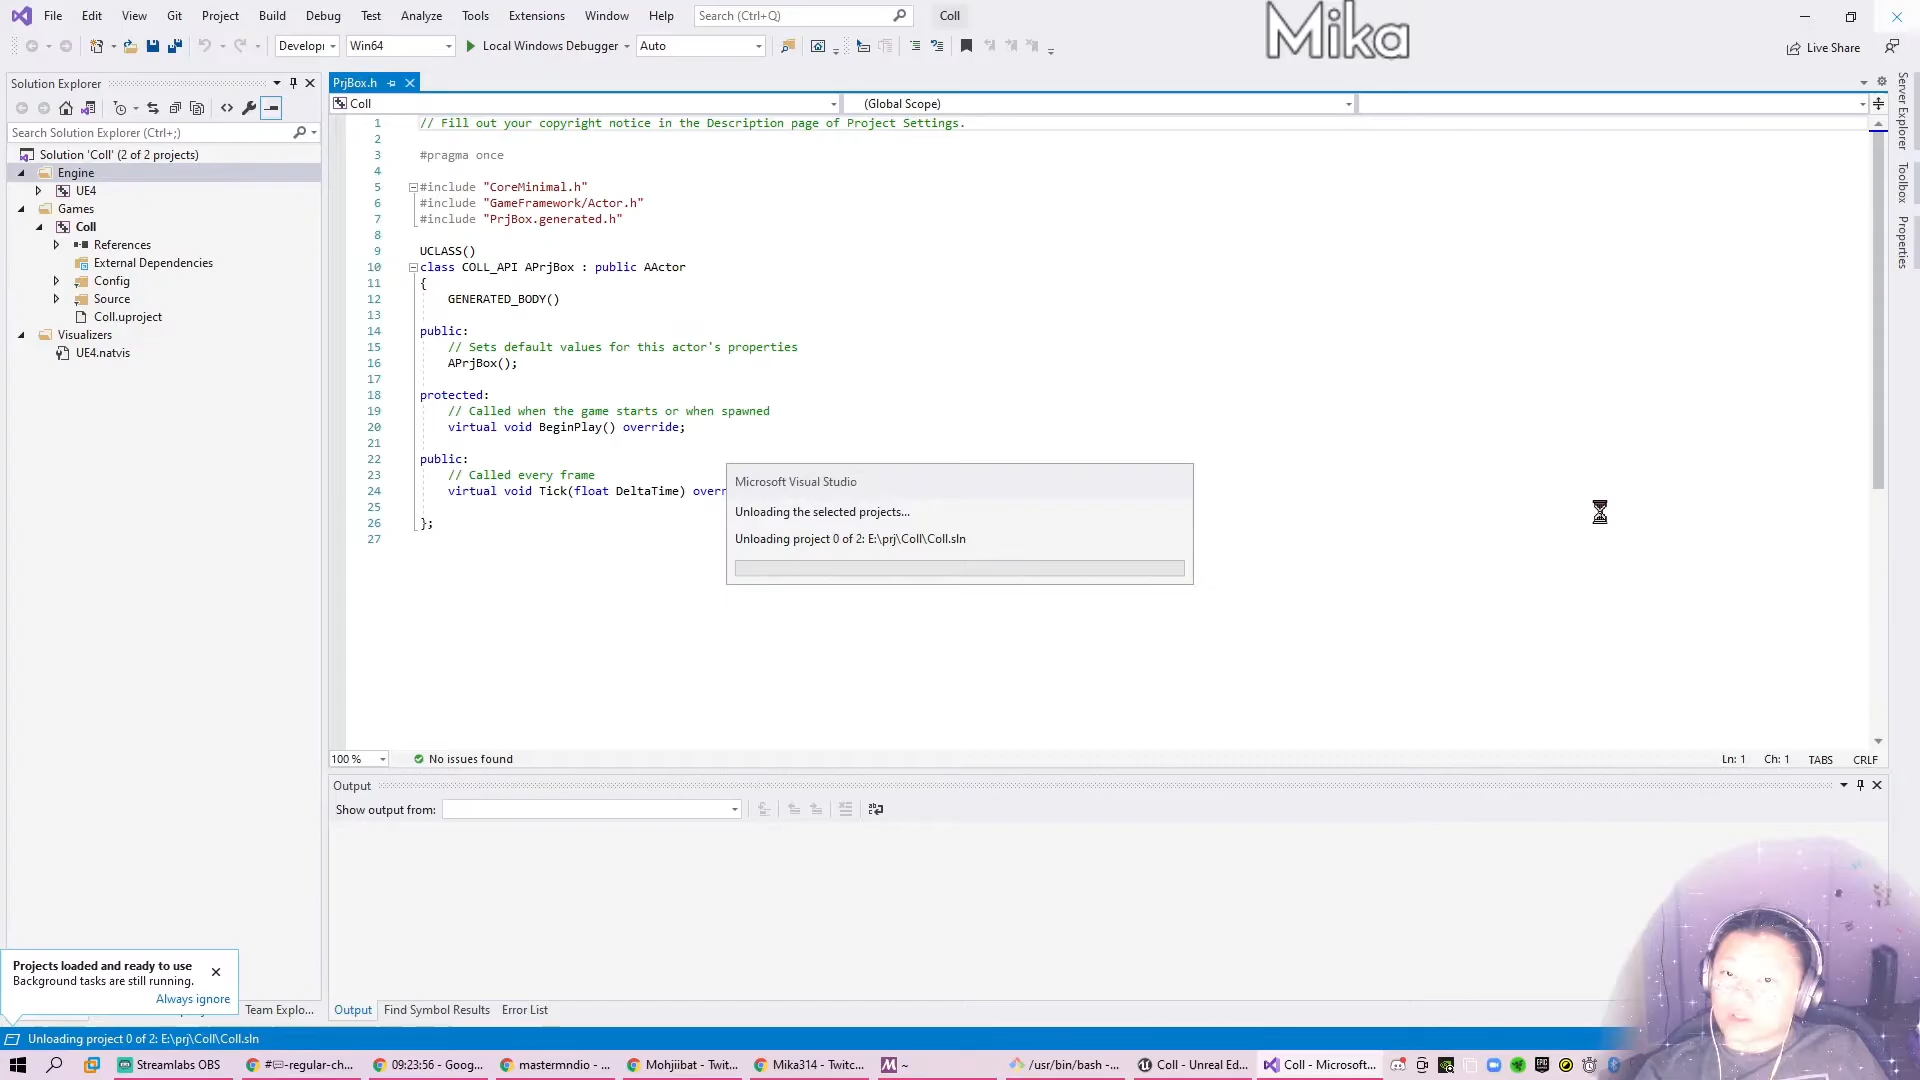 File Edit View Git Project Build Debug Test Analyze Tools Extensions Window Help Search (Ctrl+Q) Coll
Mika
Developi Win64 Local Windows Debugger Auto Live Share
Solution Explorer
Search Solution Explorer (Ctrl+;)
Solution 'Coll' (2 of 2 projects)
Engine
UE4
Games
Coll
References
External Dependencies
Config
Source
Coll.uproject
Visualizers
UE4.natvis
PrjBox.h
Coll (Global Scope)
1 // Fill out your copyright notice in the Description page of Project Settings.
2
3 #pragma once
4
5 #include "CoreMinimal.h"
6 #include "GameFramework/Actor.h"
7 #include "PrjBox.generated.h"
8
9 UCLASS()
10 class COLL_API APrjBox : public AActor
11 {
12 GENERATED_BODY()
13
14 public:
15 // Sets default values for this actor's properties
16 APrjBox();
17
18 protected:
19 // Called when the game starts or when spawned
20 virtual void BeginPlay() override;
21
22 public:
23 // Called every frame
24 virtual void Tick(float DeltaTime) overr
25
26 };
27
Microsoft Visual Studio
Unloading the selected projects...
Unloading project 0 of 2: E:\prj\Coll\Coll.sln
Server Explorer
Toolbox
Properties
100 % No issues found Ln: 1 Ch: 1 TABS CRLF
Output
Show output from:
Output Find Symbol Results Error List
Projects loaded and ready to use
Background tasks are still running.
Always ignore
Team Explo...
Unloading project 0 of 2: E:\prj\Coll\Coll.sln
Streamlabs OBS #💬-regular-ch... 09:23:56 - Goog... mastermndio - ... Mohjiibat - Twit... Mika314 - Twitc... ~ /usr/bin/bash -... Coll - Unreal Ed... Coll - Microsoft...